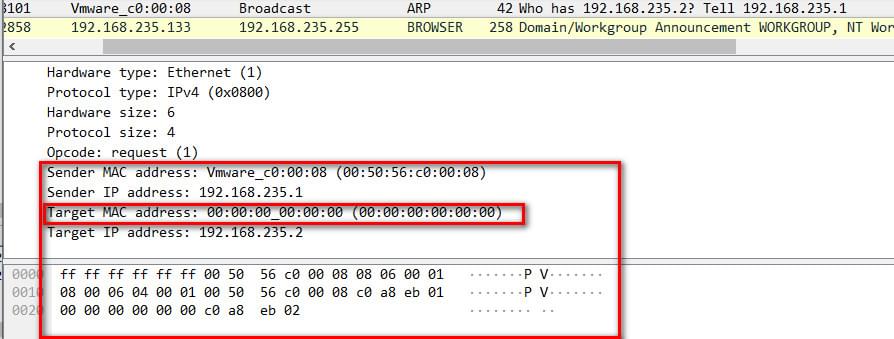 3101 Vmware_c0:00:08 Broadcast ARP 42 Who has 192.168.235.2? Tell 192.168.235.1
2858 192.168.235.133 192.168.235.255 BROWSER 258 Domain/Workgroup Announcement WORKGROUP, NT Wor
Hardware type: Ethernet (1)
Protocol type: IPv4 (0x0800)
Hardware size: 6
Protocol size: 4
Opcode: request (1)
Sender MAC address: Vmware_c0:00:08 (00:50:56:c0:00:08)
Sender IP address: 192.168.235.1
Target MAC address: 00:00:00_00:00:00 (00:00:00:00:00:00)
Target IP address: 192.168.235.2
0000 ff ff ff ff ff ff 00 50 56 c0 00 08 08 06 00 01 ·······P V·······
0010 08 00 06 04 00 01 00 50 56 c0 00 08 c0 a8 eb 01 ·······P V·······
0020 00 00 00 00 00 00 c0 a8 eb 02 ········ ··